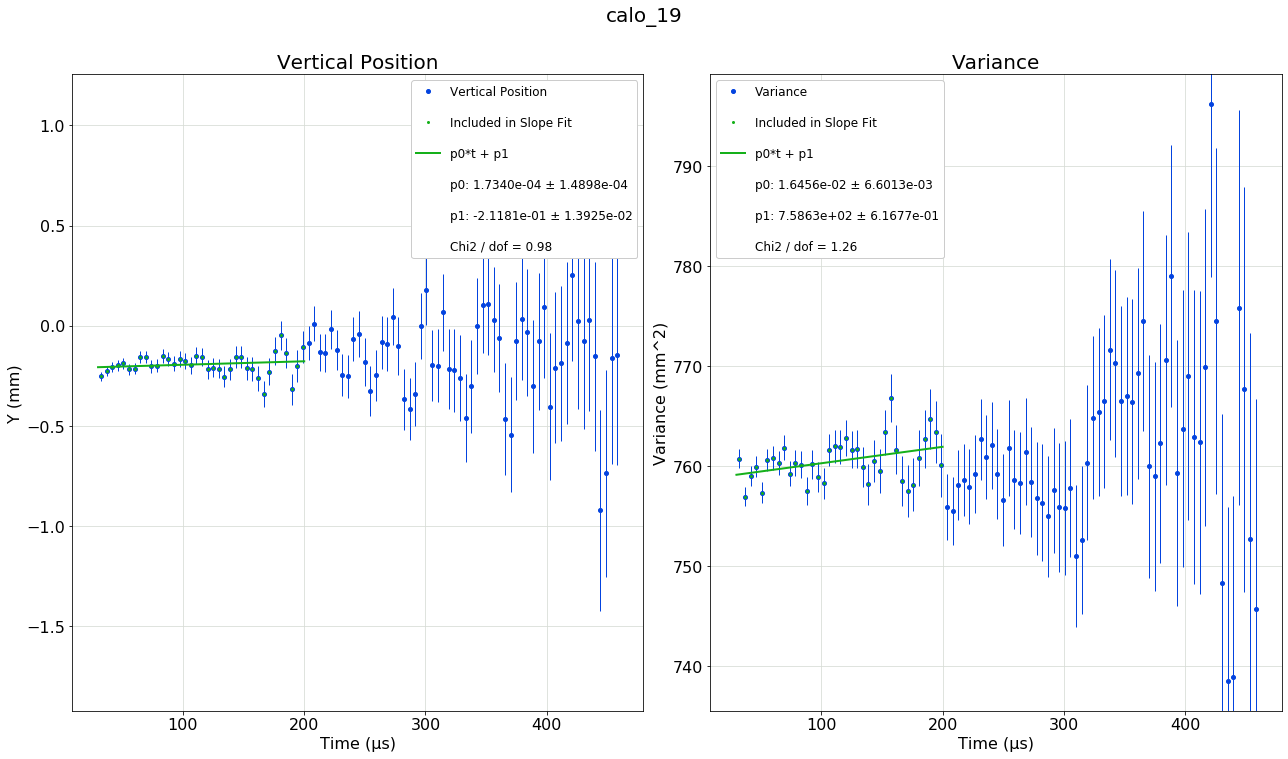 calo_19
Vertical Position
Vertical Position
Included in Slope Fit
p0*t + p1
p0: 1.7340e-04 ± 1.4898e-04
p1: -2.1181e-01 ± 1.3925e-02
Chi2 / dof = 0.98
1.0
0.5
0.0
−0.5
−1.0
−1.5
Y (mm)
100 200 300 400
Time (μs)
Variance
Variance
Included in Slope Fit
p0*t + p1
p0: 1.6456e-02 ± 6.6013e-03
p1: 7.5863e+02 ± 6.1677e-01
Chi2 / dof = 1.26
790
780
770
760
750
740
Variance (mm^2)
100 200 300 400
Time (μs)